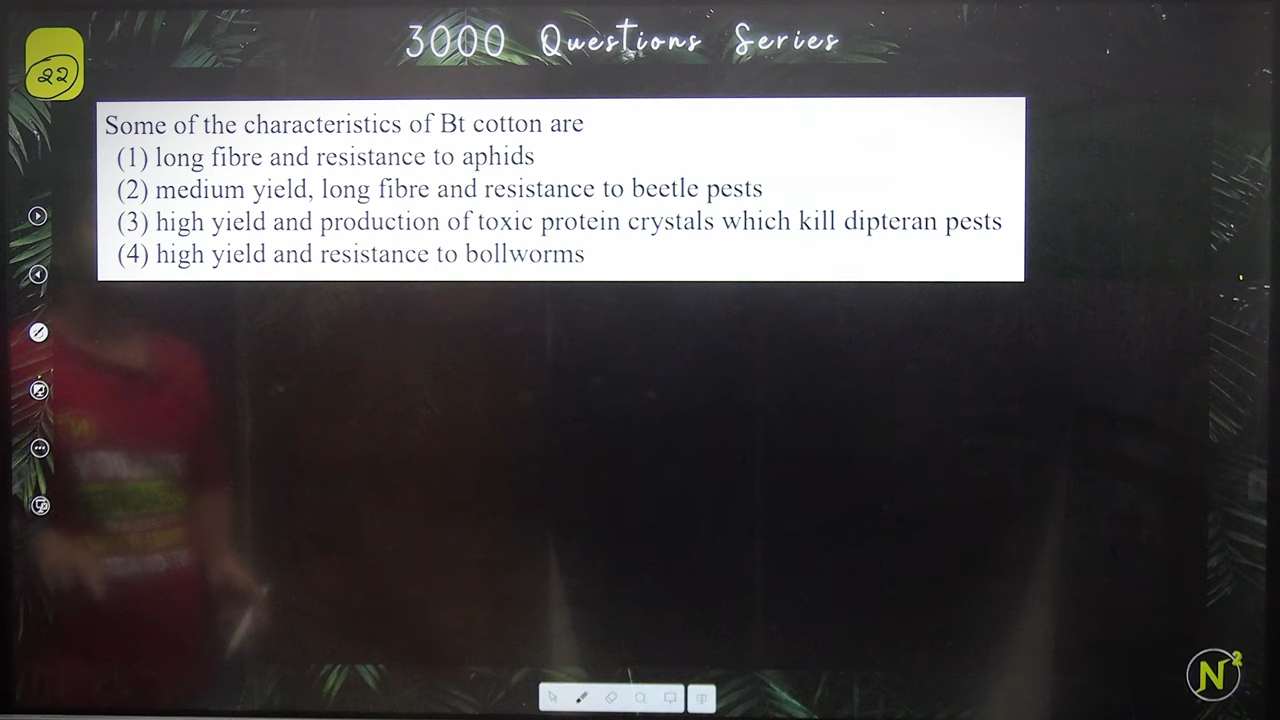 3000 Questions Series
22
Some of the characteristics of Bt cotton are
(1) long fibre and resistance to aphids
(2) medium yield, long fibre and resistance to beetle pests
(3) high yield and production of toxic protein crystals which kill dipteran pests
(4) high yield and resistance to bollworms
N2